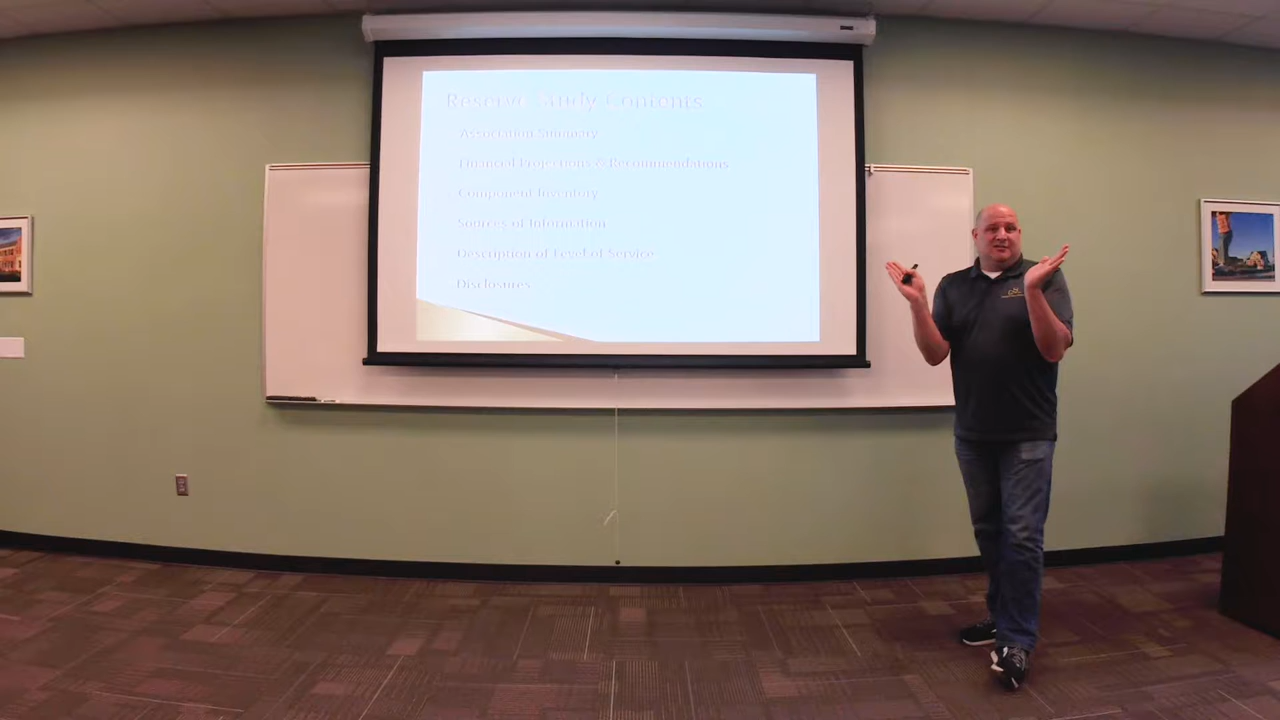 Reserve Study Contents
Association Summary
Financial Projections & Recommendations
Component Inventory
Sources of Information
Description of Level of Service
Disclosures